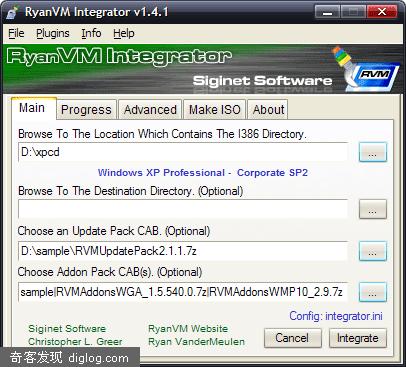 RyanVM Integrator v1.4.1
File Plugins Info Help
RyanVM Integrator
Siginet Software
RVM
Main Progress Advanced Make ISO About
Browse To The Location Which Contains The I386 Directory.
D:\xpcd
...
Windows XP Professional - Corporate SP2
Browse To The Destination Directory. (Optional)
...
Choose an Update Pack CAB. (Optional)
D:\sample\RVMUpdatePack2.1.1.7z
...
Choose Addon Pack CAB(s). (Optional)
sample|RVMAddonsWGA_1.5.540.0.7z|RVMAddonsWMP10_2.9.7z
...
Config: integrator.ini
Siginet Software RyanVM Website
Christopher L. Greer Ryan VanderMeulen
Cancel Integrate
奇客发现 diglog.com